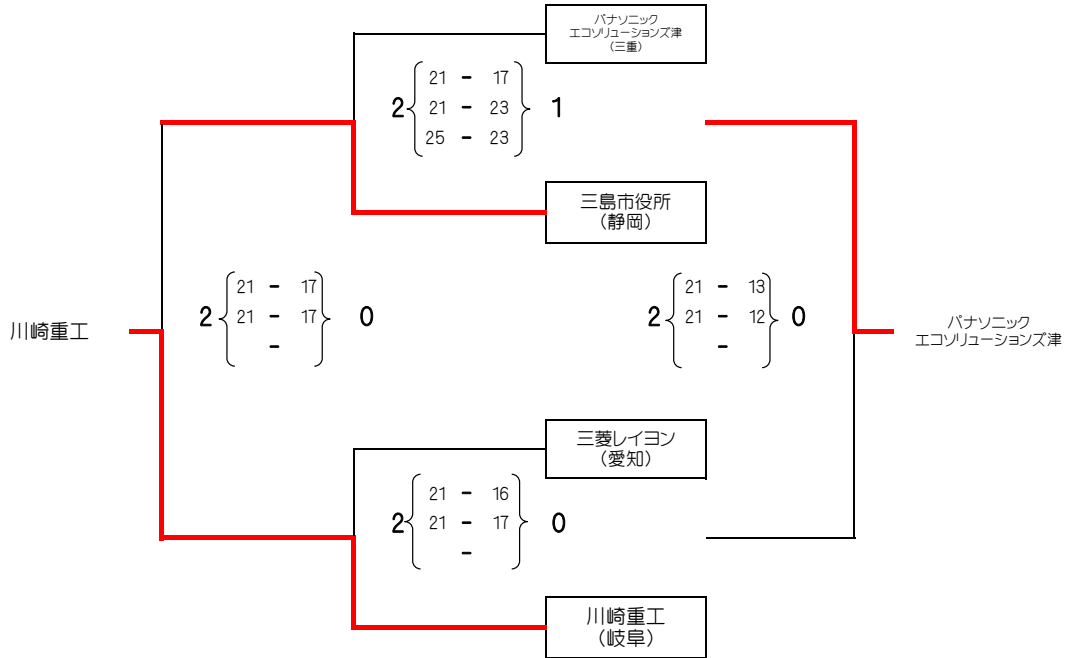 パナソニック
エコソリューションズ津
(三重)
21 - 17
2 21 - 23 1
25 - 23
三島市役所
(静岡)
21 - 17
2 21 - 17 0
-
21 - 13
2 21 - 12 0
-
川崎重工
パナソニック
エコソリューションズ津
三菱レイヨン
(愛知)
21 - 16
2 21 - 17 0
-
川崎重工
(岐阜)